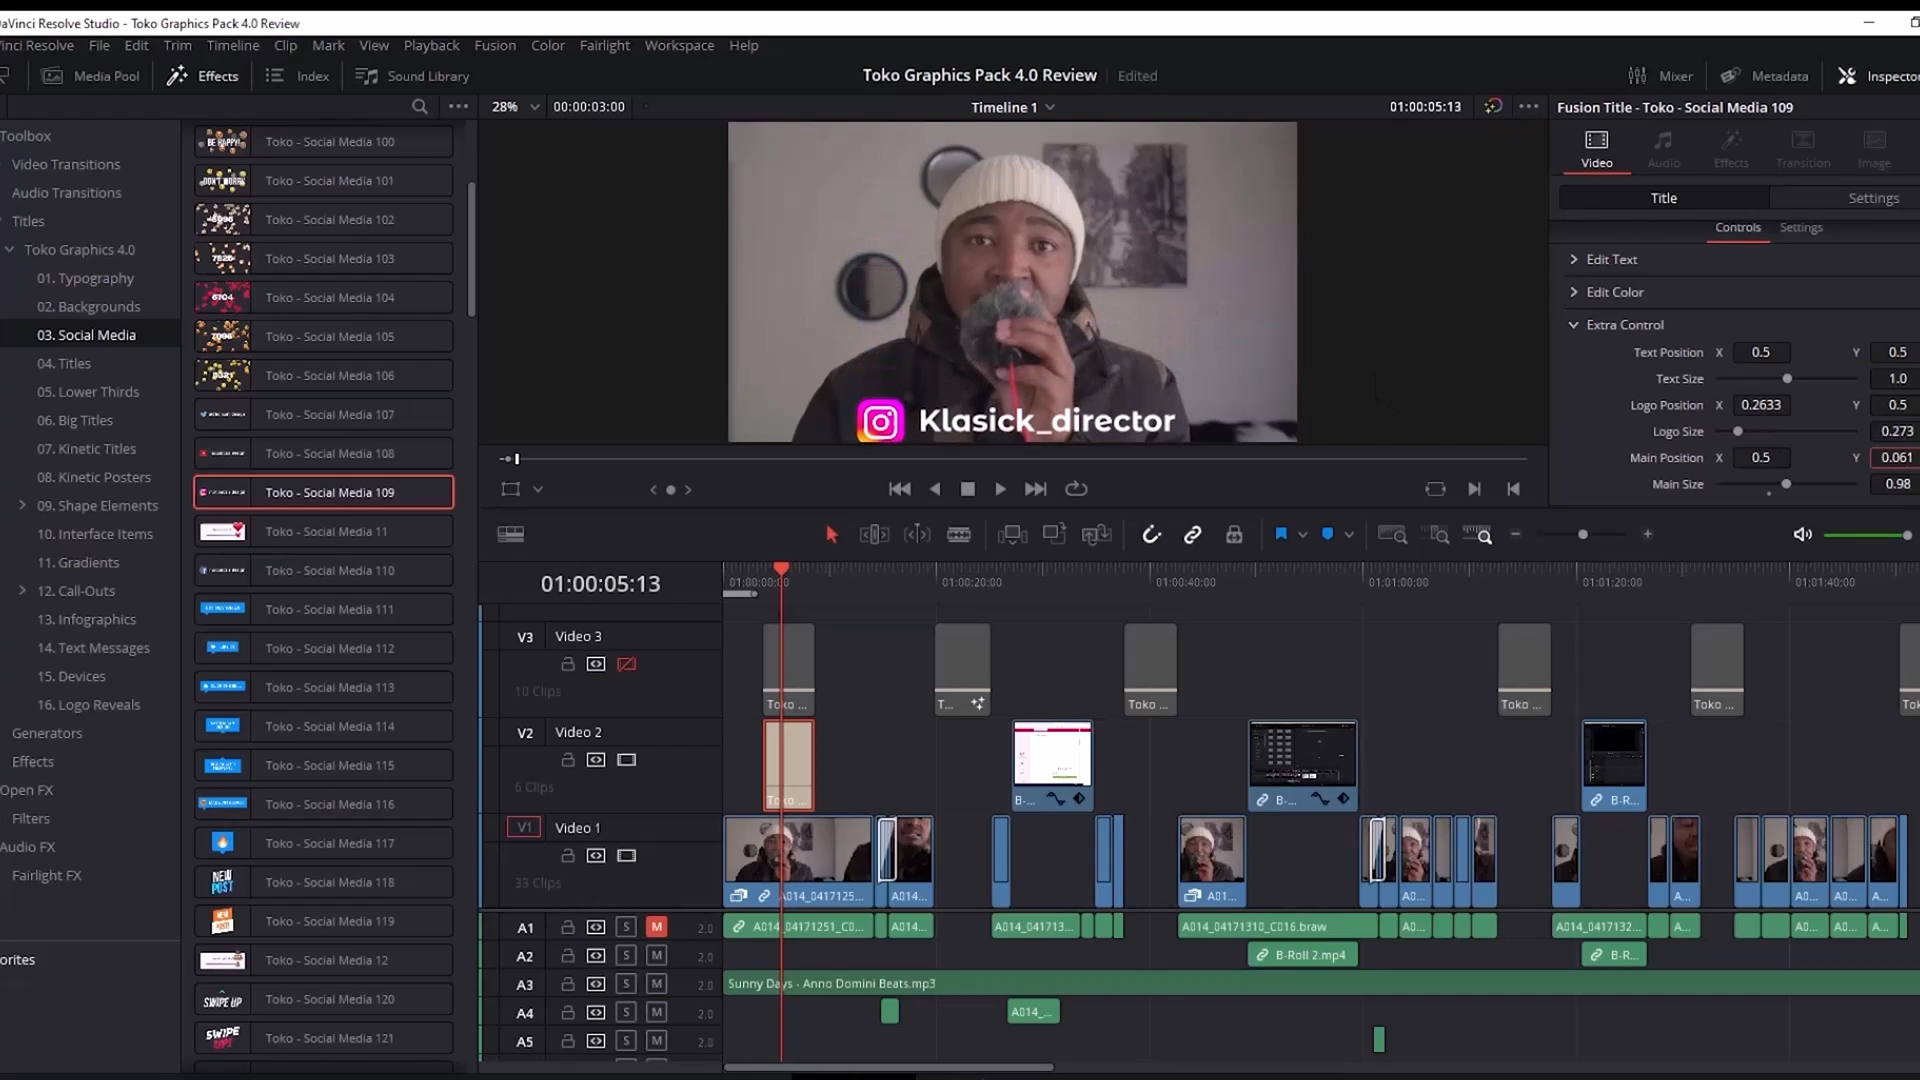 DaVinci Resolve Studio - Toko Graphics Pack 4.0 Review
DaVinci Resolve File Edit Trim Timeline Clip Mark View Playback Fusion Color Fairlight Workspace Help
Media Pool Effects Index Sound Library Toko Graphics Pack 4.0 Review Edited Mixer Metadata Inspector
28% 00:00:03:00 Timeline 1 01:00:05:13 Fusion Title - Toko - Social Media 109
Toolbox
Video Transitions
Audio Transitions
Titles
Toko Graphics 4.0
01. Typography
02. Backgrounds
03. Social Media
04. Titles
05. Lower Thirds
06. Big Titles
07. Kinetic Titles
08. Kinetic Posters
09. Shape Elements
10. Interface Items
11. Gradients
12. Call-Outs
13. Infographics
14. Text Messages
15. Devices
16. Logo Reveals
Generators
Effects
Open FX
Filters
Audio FX
Fairlight FX
orites
BE HAPPY! Toko - Social Media 100
Toko - Social Media 101
Toko - Social Media 102
Toko - Social Media 103
6704 Toko - Social Media 104
Toko - Social Media 105
Toko - Social Media 106
Toko - Social Media 107
Toko - Social Media 108
Toko - Social Media 109
Toko - Social Media 11
Toko - Social Media 110
Toko - Social Media 111
Toko - Social Media 112
Toko - Social Media 113
Toko - Social Media 114
Toko - Social Media 115
Toko - Social Media 116
Toko - Social Media 117
NEW POST Toko - Social Media 118
Toko - Social Media 119
Toko - Social Media 12
SWIPE UP Toko - Social Media 120
SWIPE UP! Toko - Social Media 121
Klasick_director
Video Audio Effects Transition Image
Title Settings
Controls Settings
Edit Text
Edit Color
Extra Control
Text Position X 0.5 Y 0.5
Text Size 1.0
Logo Position X 0.2633 Y 0.5
Logo Size 0.273
Main Position X 0.5 Y 0.061
Main Size 0.98
01:00:05:13 01:00:00:00 01:00:20:00 01:00:40:00 01:01:00:00 01:01:20:00 01:01:40:00
V3 Video 3
10 Clips
Toko ... T... Toko ... Toko ... Toko ... Tok
V2 Video 2
6 Clips
Toko ... B-... B-... B-R...
V1 Video 1
33 Clips
A014_0417125... A014... A01... A0... A... A0... A0... A...
A1 S M 2.0 A014_04171251_C0... A014... A014_041713... A014_04171310_C016.braw A0... A014_0417132... A... A0... A0... A...
A2 S M 2.0 B-Roll 2.mp4 B-R...
A3 S M 2.0 Sunny Days - Anno Domini Beats.mp3
A4 S M 2.0 A014_...
A5 S M 2.0